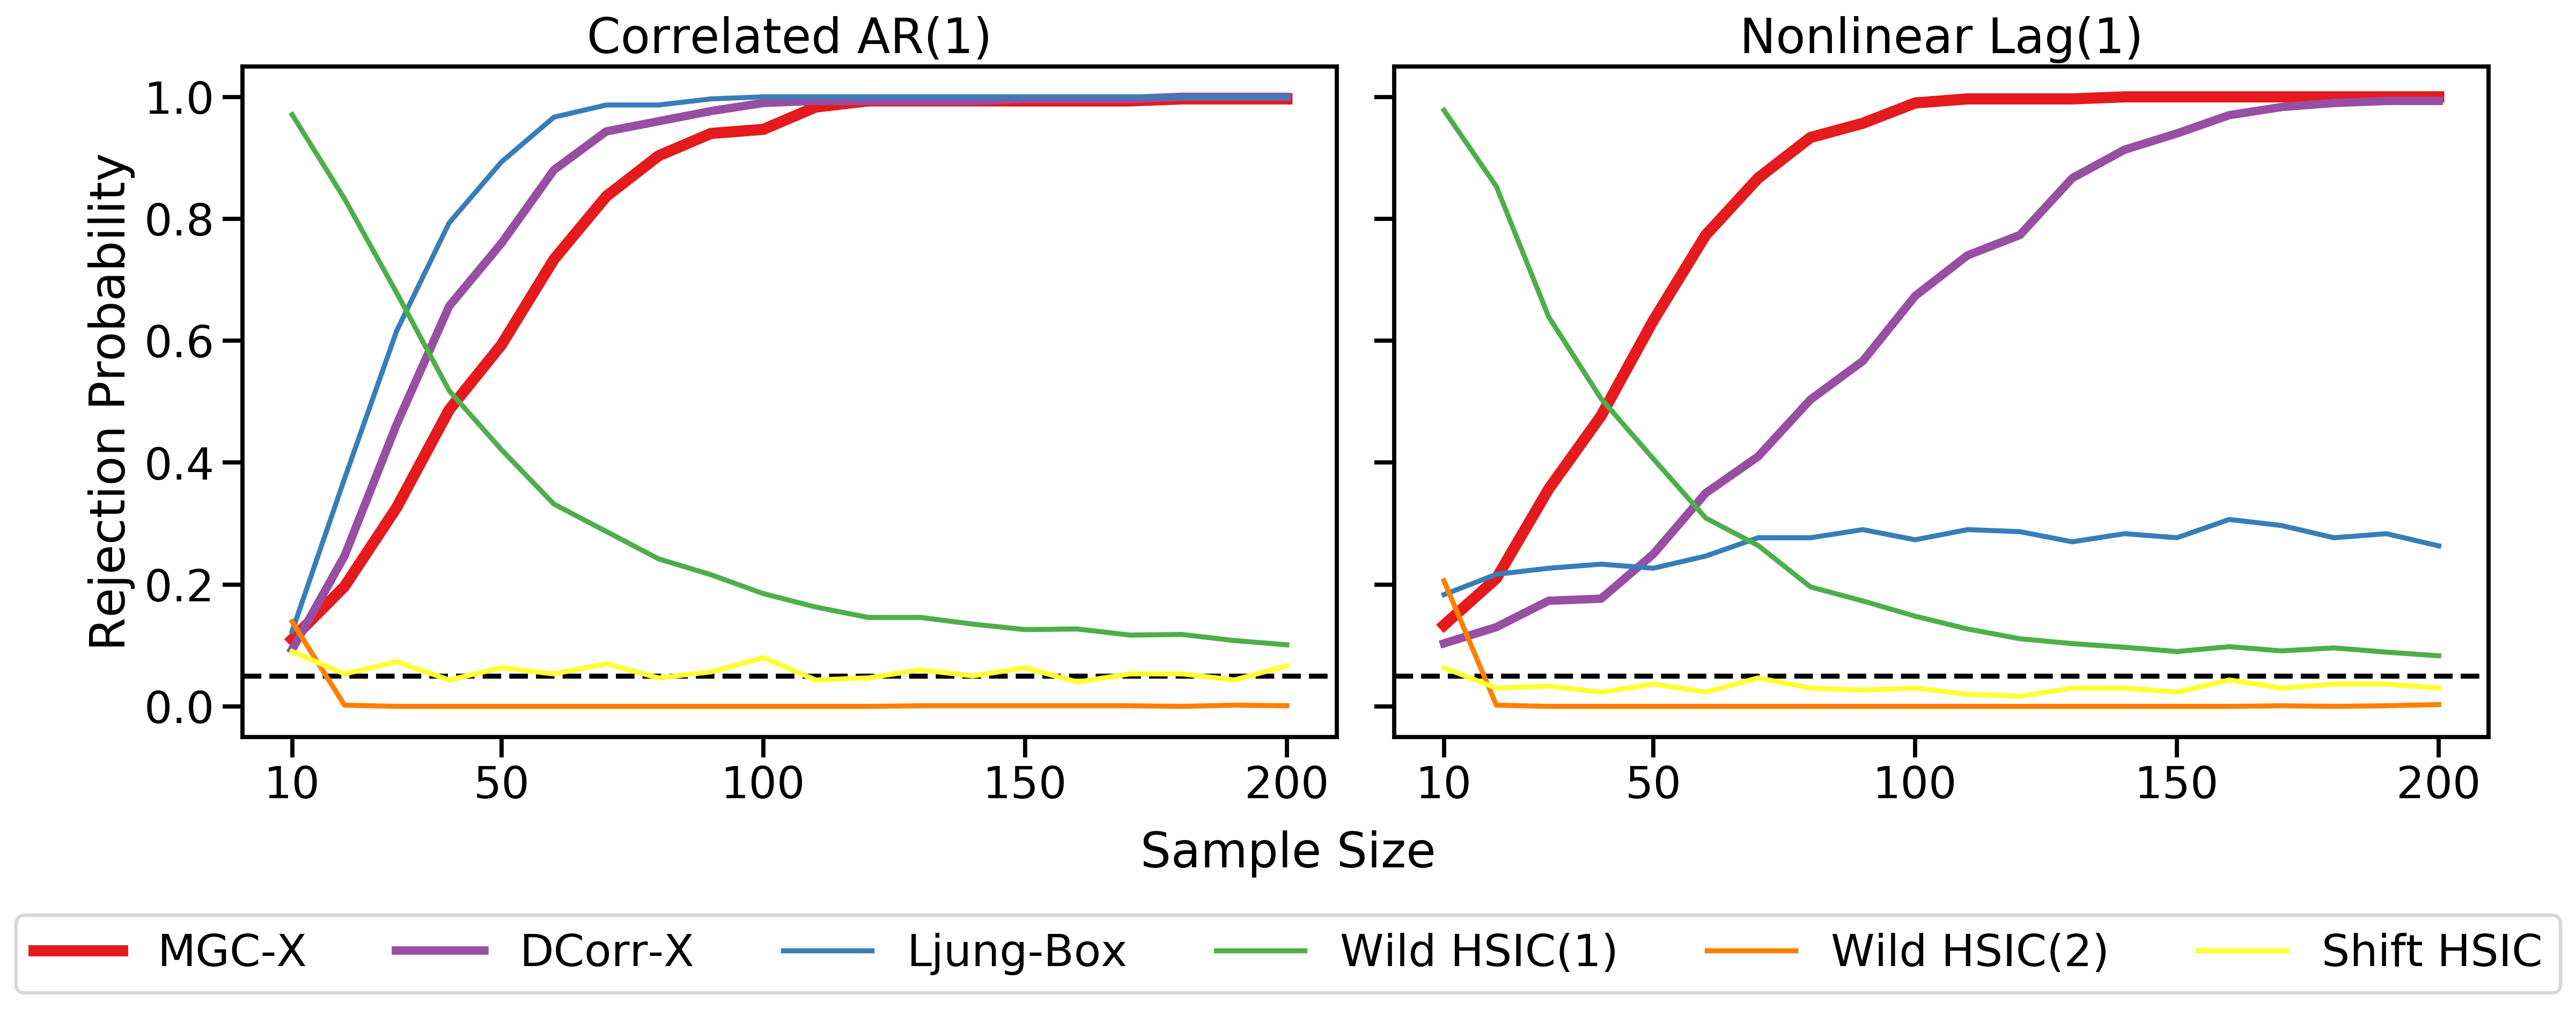 Correlated AR(1)
Nonlinear Lag(1)
Rejection Probability
1.0
0.8
0.6
0.4
0.2
0.0
10 50 100 150 200
10 50 100 150 200
Sample Size
MGC-X DCorr-X Ljung-Box Wild HSIC(1) Wild HSIC(2) Shift HSIC